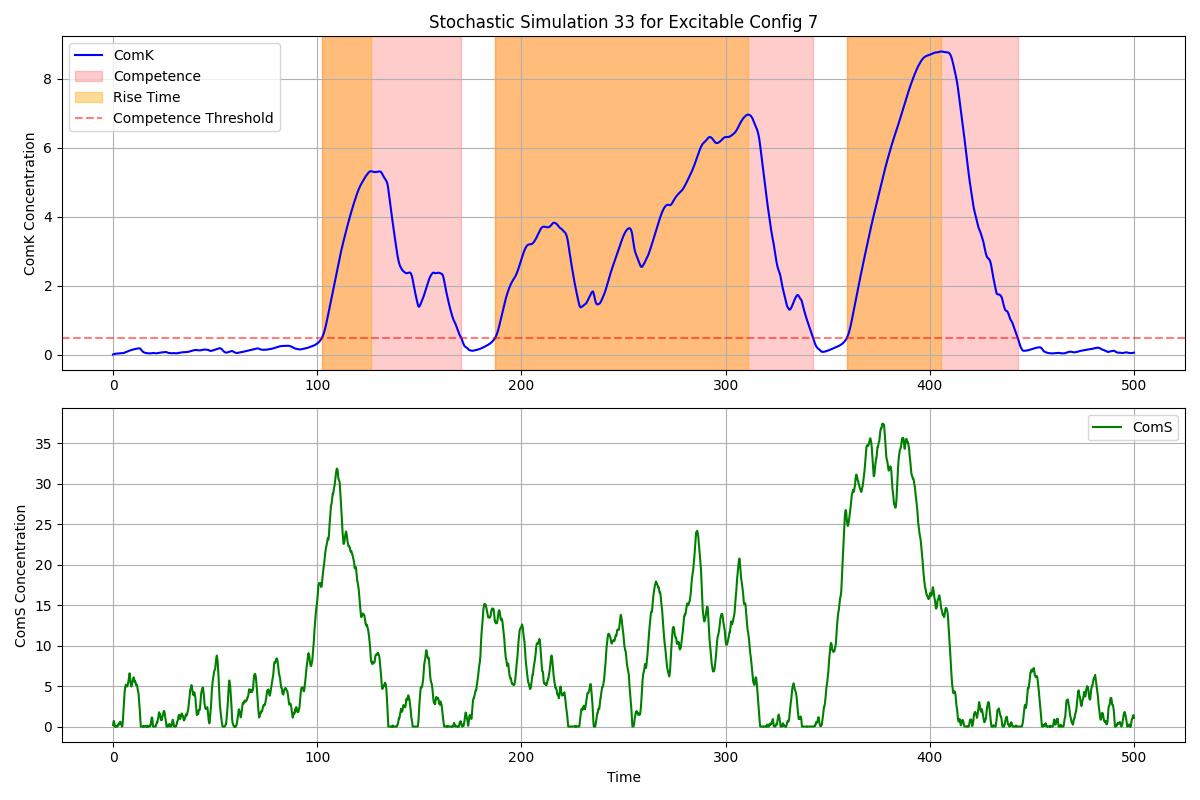 Stochastic Simulation 33 for Excitable Config 7
ComK
Competence
Rise Time
Competence Threshold
ComK Concentration
8
6
4
2
0
0 100 200 300 400 500
ComS
ComS Concentration
35
30
25
20
15
10
5
0
0 100 200 300 400 500
Time